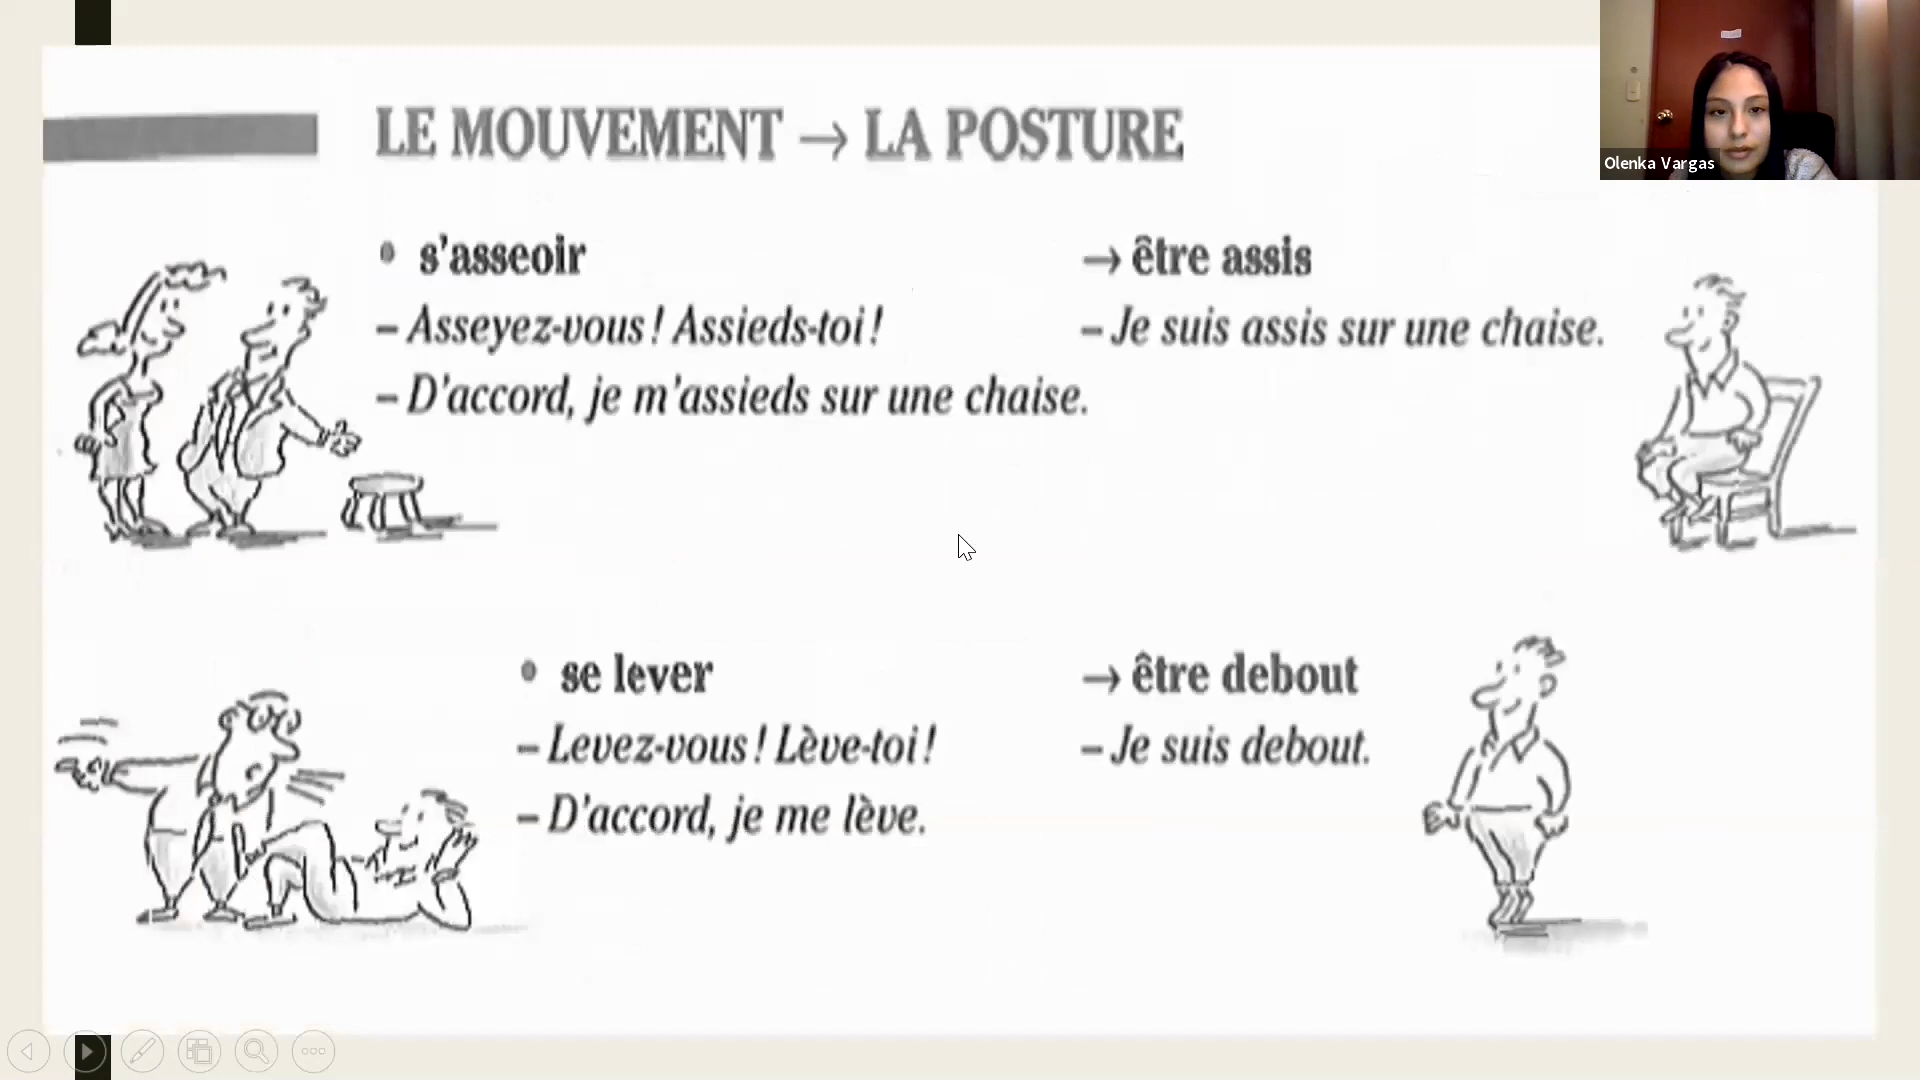 LE MOUVEMENT → LA POSTURE
Olenka Vargas
• s'asseoir
– Asseyez-vous ! Assieds-toi !
– D'accord, je m'assieds sur une chaise.
→ être assis
– Je suis assis sur une chaise.
• se lever
– Levez-vous ! Lève-toi !
– D'accord, je me lève.
→ être debout
– Je suis debout.